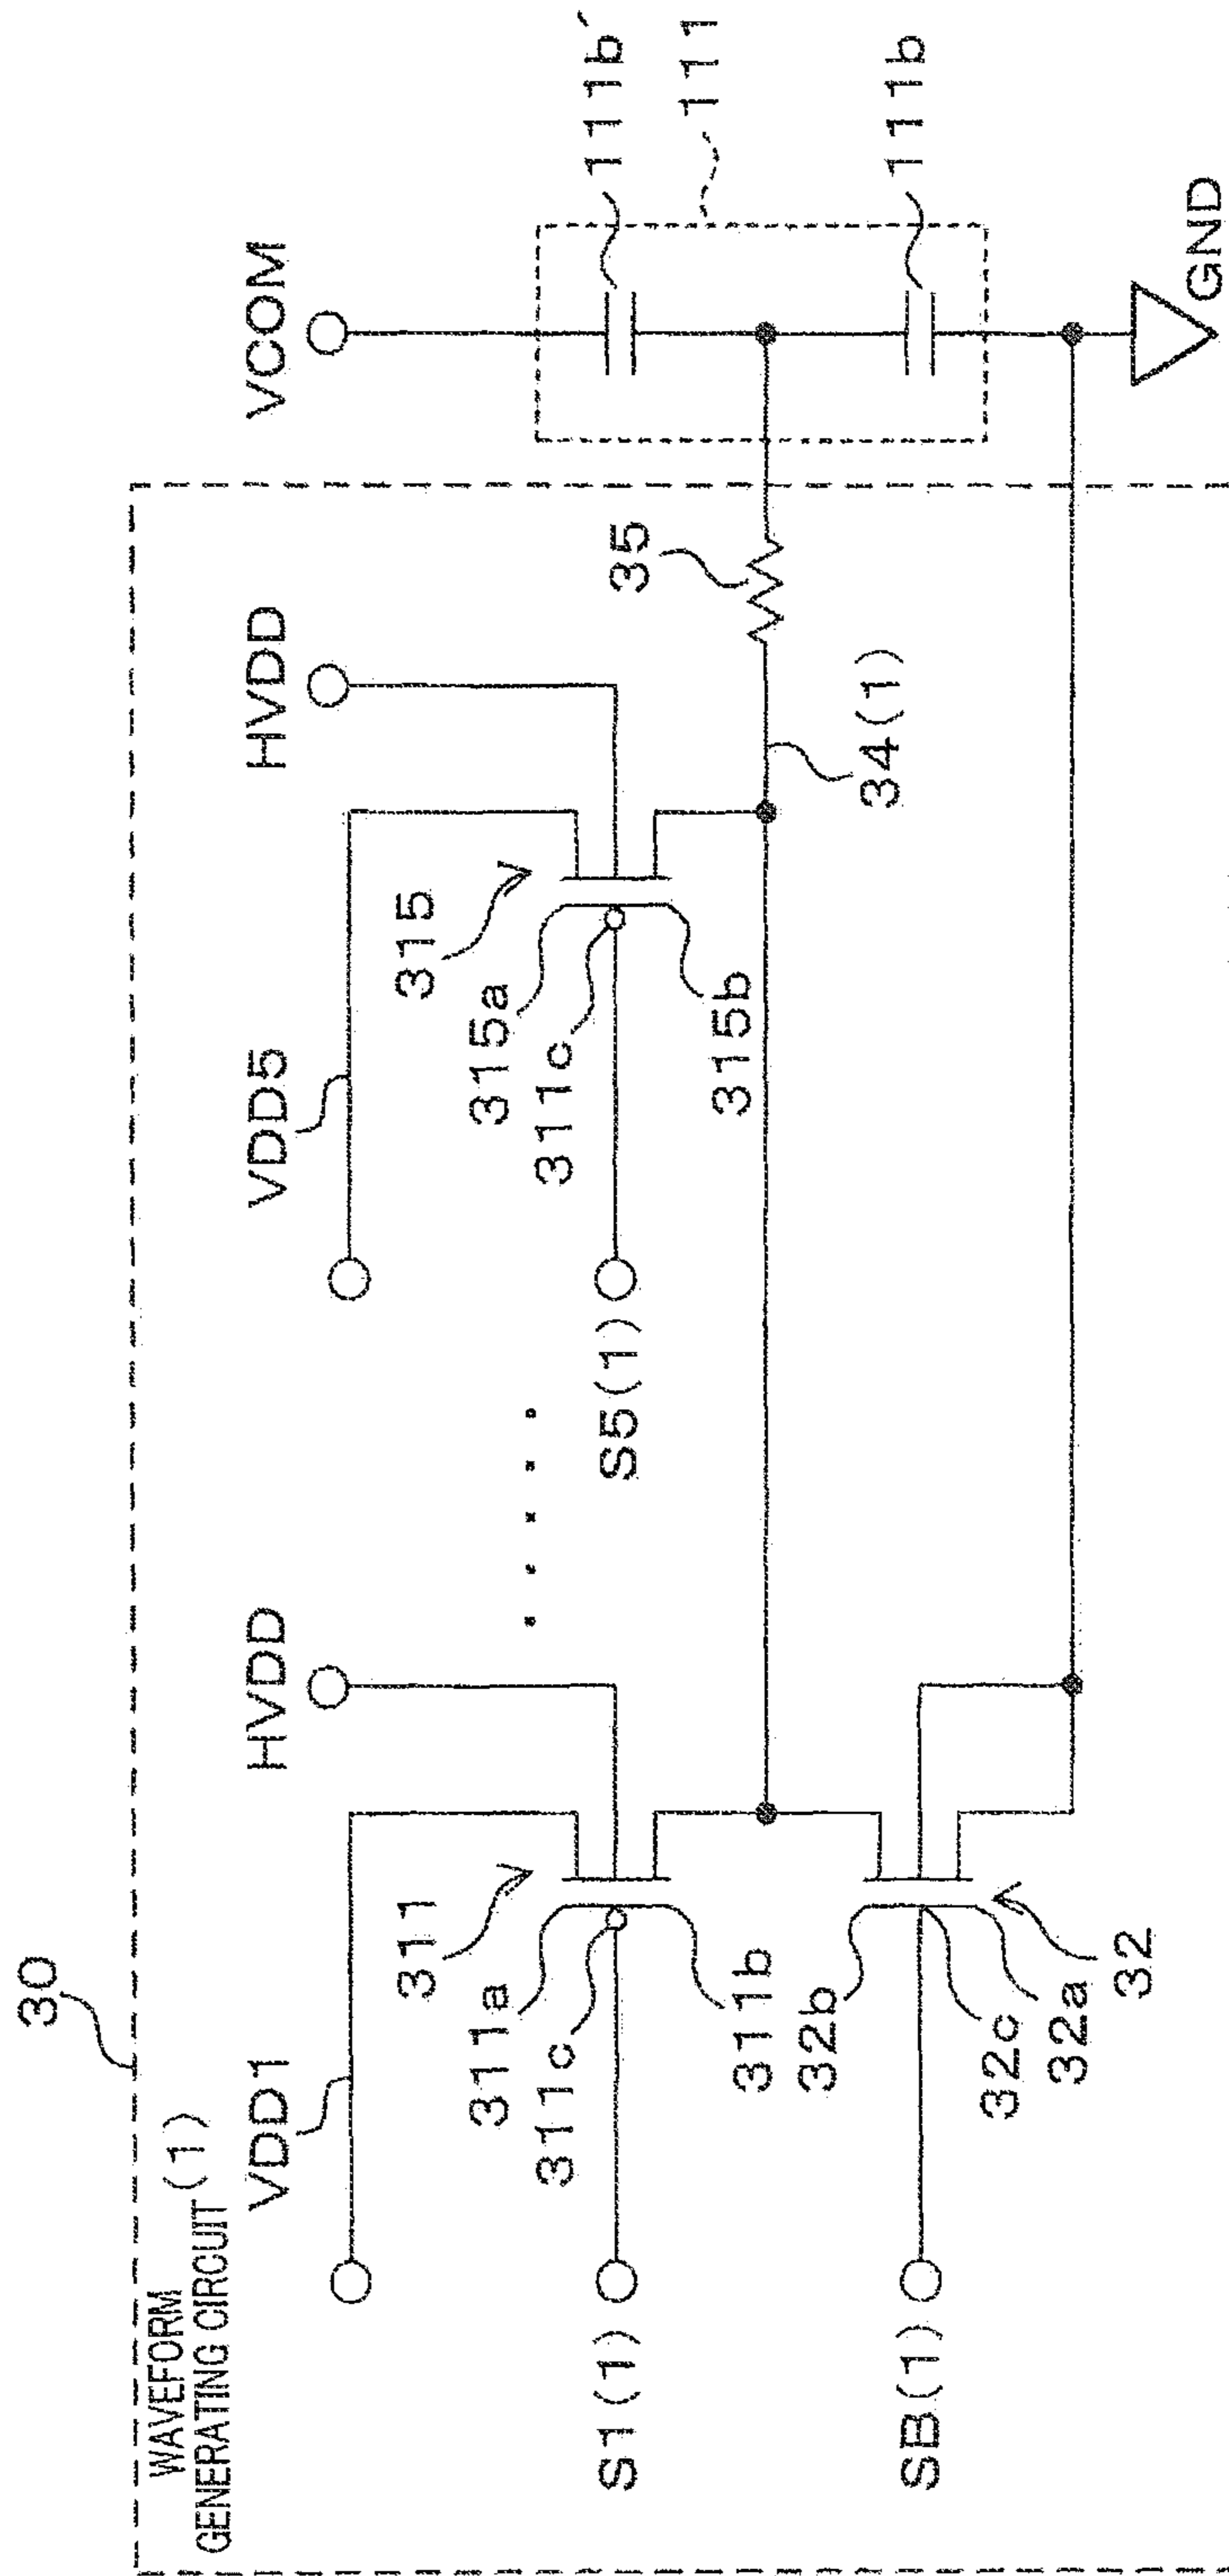 30
WAVEFORM
GENERATING CIRCUIT (1)
VDD1
HVDD
VDD5
HVDD
VCOM
311
311a
311c
311b
S1(1)
315
315a
311c
315b
S5(1)
35
34(1)
111b´
111
111b
SB(1)
32b
32c
32a
32
GND